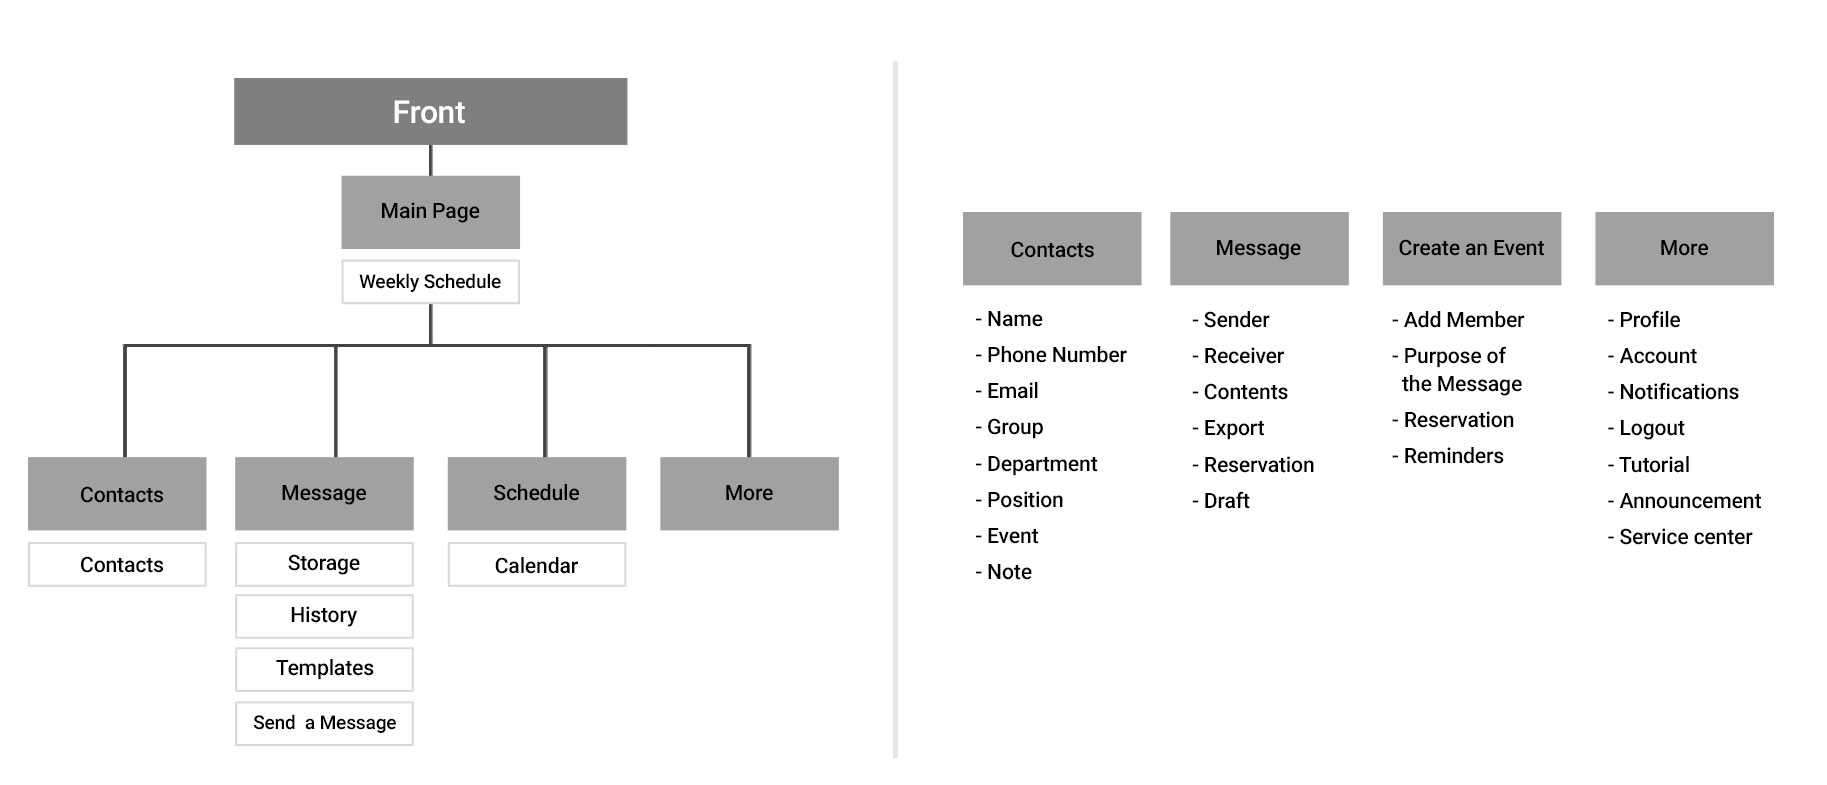 Front
Main Page
Weekly Schedule
Contacts
Message
Schedule
More
Contacts
Storage
Calendar
History
Templates
Send a Message
Contacts
- Name
- Phone Number
- Email
- Group
- Department
- Position
- Event
- Note
Message
- Sender
- Receiver
- Contents
- Export
- Reservation
- Draft
Create an Event
- Add Member
- Purpose of
the Message
- Reservation
- Reminders
More
- Profile
- Account
- Notifications
- Logout
- Tutorial
- Announcement
- Service center